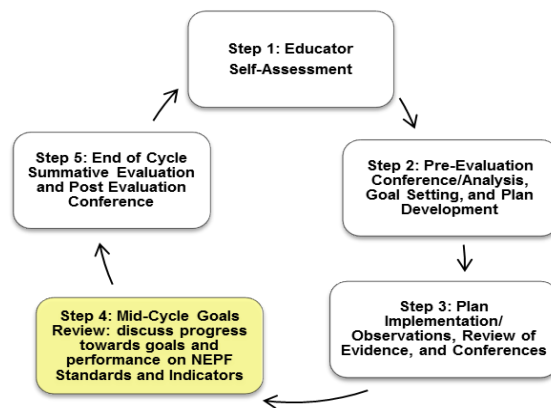 Step 1: Educator
Self-Assessment
Step 2: Pre-Evaluation
Conference/Analysis,
Goal Setting, and Plan
Development
Step 3: Plan
Implementation/
Observations, Review of
Evidence, and Conferences
Step 4: Mid-Cycle Goals
Review: discuss progress
towards goals and
performance on NEPF
Standards and Indicators
Step 5: End of Cycle
Summative Evaluation
and Post Evaluation
Conference